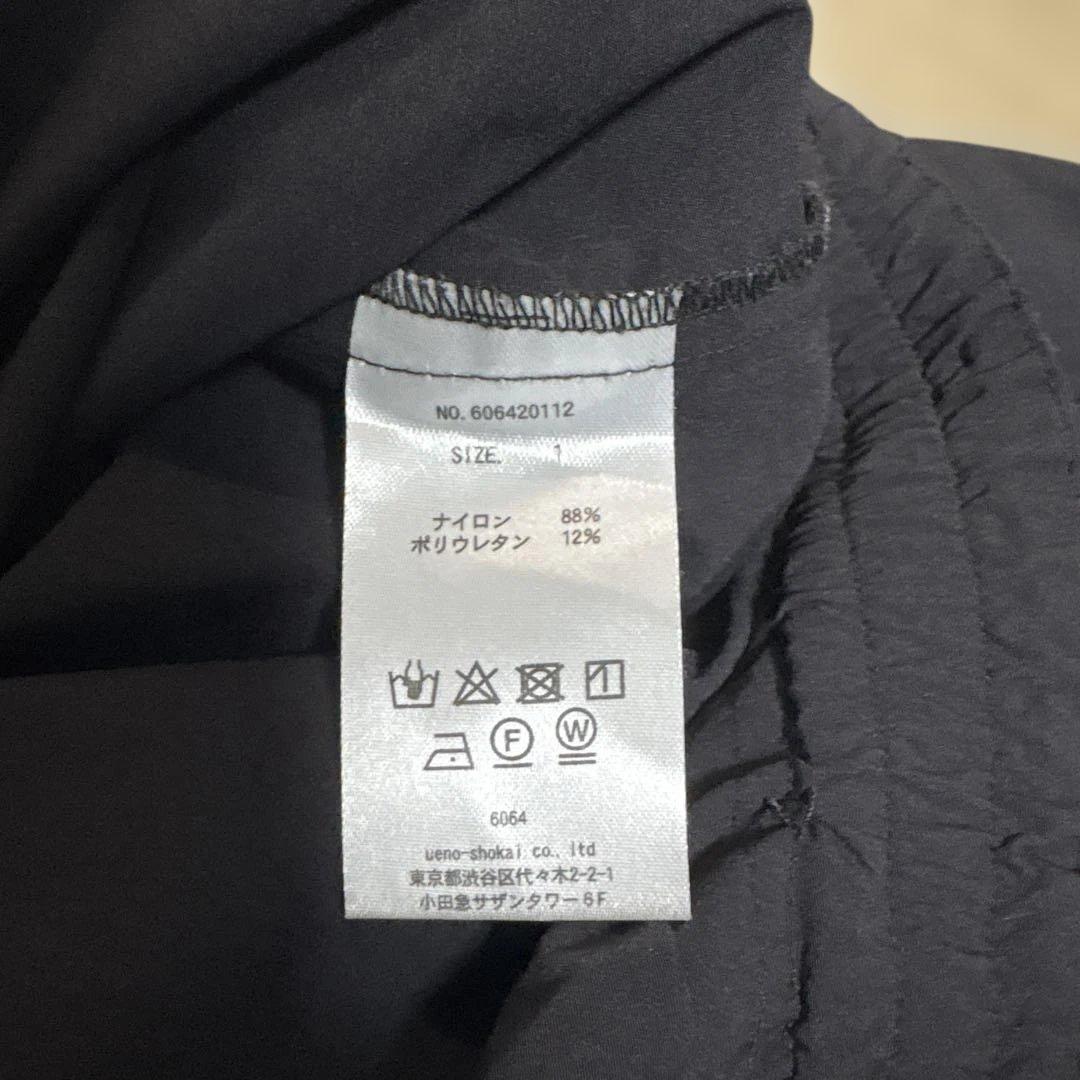 NO. 606420112
SIZE. 1
ナイロン 88%
ポリウレタン 12%
F W
6064
ueno-shokai co., ltd
東京都渋谷区代々木2-2-1
小田急サザンタワー6F